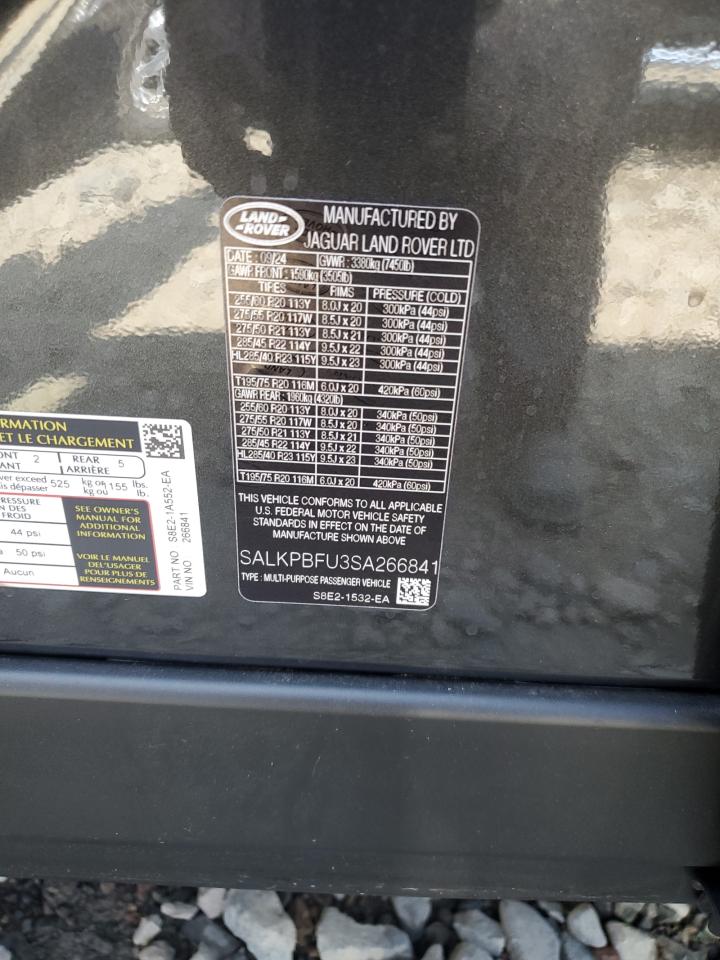 LAND-
ROVER
MANUFACTURED BY
JAGUAR LAND ROVER LTD
DATE : 09/24 GVWR : 3380kg (7450lb)
GAWR FRONT : 1590kg (3505lb)
TIRES RIMS PRESSURE (COLD)
255/60 R20 113Y 8.0J x 20 300kPa (44psi)
275/55 R20 117W 8.5J x 20 300kPa (44psi)
275/50 R21 113Y 8.5J x 21 300kPa (44psi)
285/45 R22 114Y 9.5J x 22 300kPa (44psi)
HL285/40 R23 115Y 9.5J x 23 300kPa (44psi)
T195/75 R20 116M 6.0J x 20 420kPa (60psi)
GAWR REAR : 1960kg (4320lb)
255/60 R20 113Y 8.0J x 20 340kPa (50psi)
275/55 R20 117W 8.5J x 20 340kPa (50psi)
275/50 R21 113Y 8.5J x 21 340kPa (50psi)
285/45 R22 114Y 9.5J x 22 340kPa (50psi)
HL285/40 R23 115Y 9.5J x 23 340kPa (50psi)
T195/75 R20 116M 6.0J x 20 420kPa (60psi)
THIS VEHICLE CONFORMS TO ALL APPLICABLE
U.S. FEDERAL MOTOR VEHICLE SAFETY
STANDARDS IN EFFECT ON THE DATE OF
MANUFACTURE SHOWN ABOVE
SALKPBFU3SA266841
TYPE : MULTI-PURPOSE PASSENGER VEHICLE
S8E2-1532-EA
RMATION
ET LE CHARGEMENT
ONT 2 REAR 5
ANT ARRIÈRE
ver exceed 525 kg or 155 lbs.
is dépasser kg ou lb.
RESSURE
N DES
FROID
44 psi
50 psi
Aucun
SEE OWNER'S
MANUAL FOR
ADDITIONAL
INFORMATION
VOIR LE MANUEL
DEL'USAGER
POUR PLUS DE
RENSEIGNEMENTS
PART NO S8E2-1A552-EA
VIN NO 266841